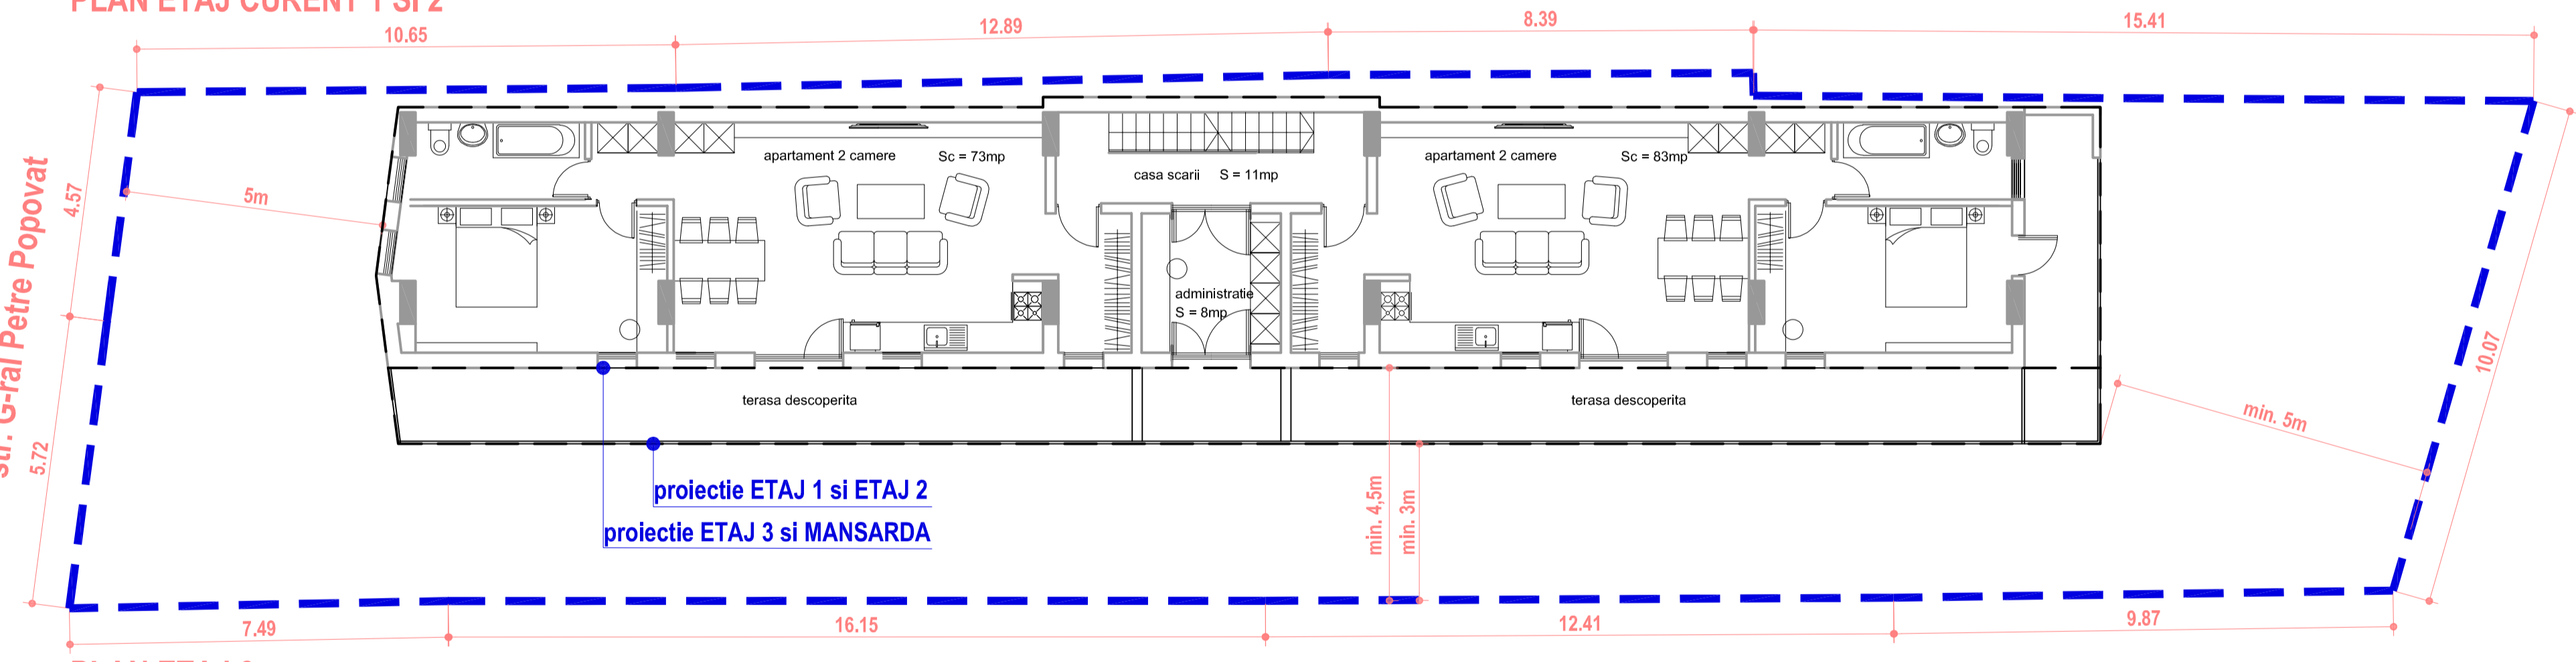 PLAN ETAJ CURENT 1 SI 2
10.65
12.89
8.39
15.41
4.57
5.72
str. G-ral Petre Popovat
5m
apartament 2 camere
Sc = 73mp
casa scarii
S = 11mp
apartament 2 camere
Sc = 83mp
administratie
S = 8mp
terasa descoperita
terasa descoperita
10.07
min. 5m
proiectie ETAJ 1 si ETAJ 2
proiectie ETAJ 3 si MANSARDA
min. 4,5m
min. 3m
7.49
16.15
12.41
9.87